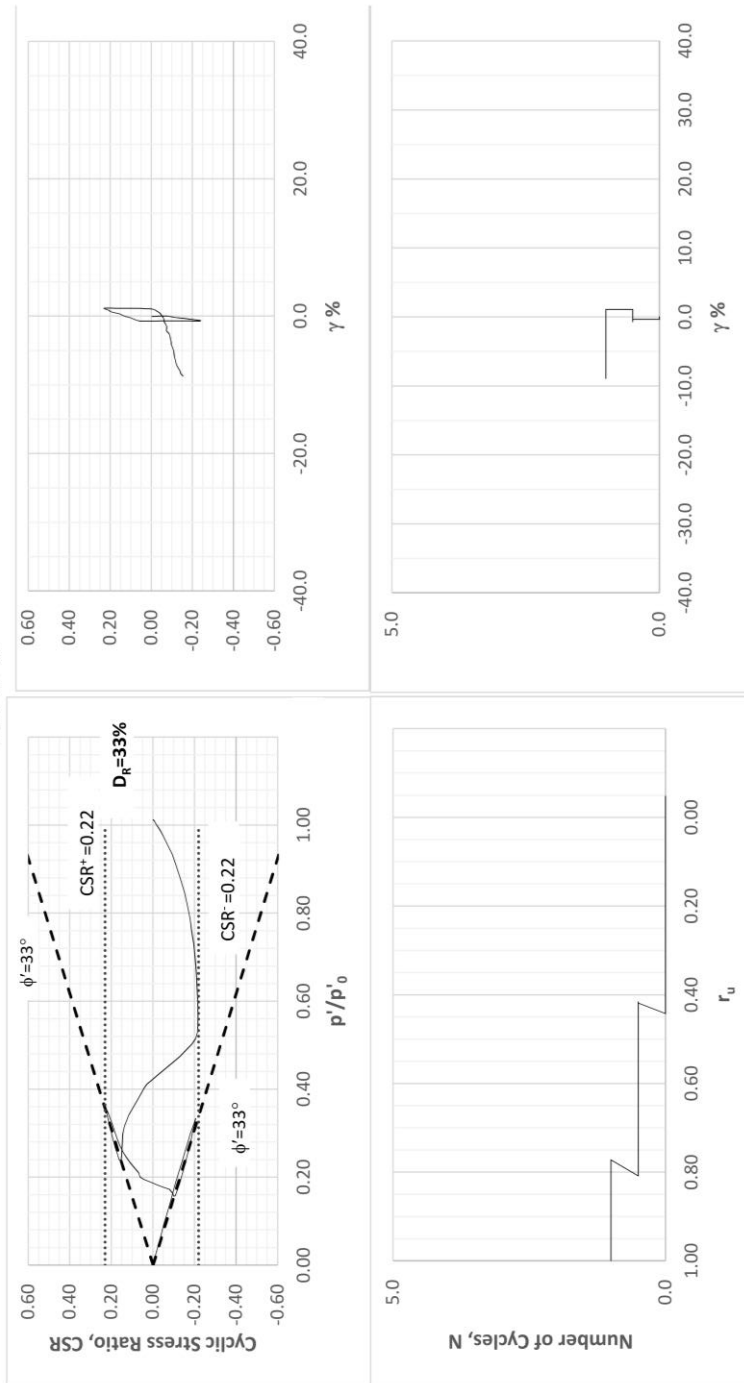 0.60
0.40
0.20
0.00
-0.20
-0.40
-0.60
Cyclic Stress Ratio, CSR
ϕ'=33°
CSR⁺=0.22
D_R=33%
CSR⁻=0.22
ϕ'=33°
0.00 0.20 0.40 0.60 0.80 1.00
p'/p'₀
0.60
0.40
0.20
0.00
-0.20
-0.40
-0.60
-40.0 -20.0 0.0 20.0 40.0
γ %
5.0
0.0
Number of Cycles, N
1.00 0.80 0.60 0.40 0.20 0.00
r_u
5.0
0.0
-40.0 -30.0 -20.0 -10.0 0.0 10.0 20.0 30.0 40.0
γ %